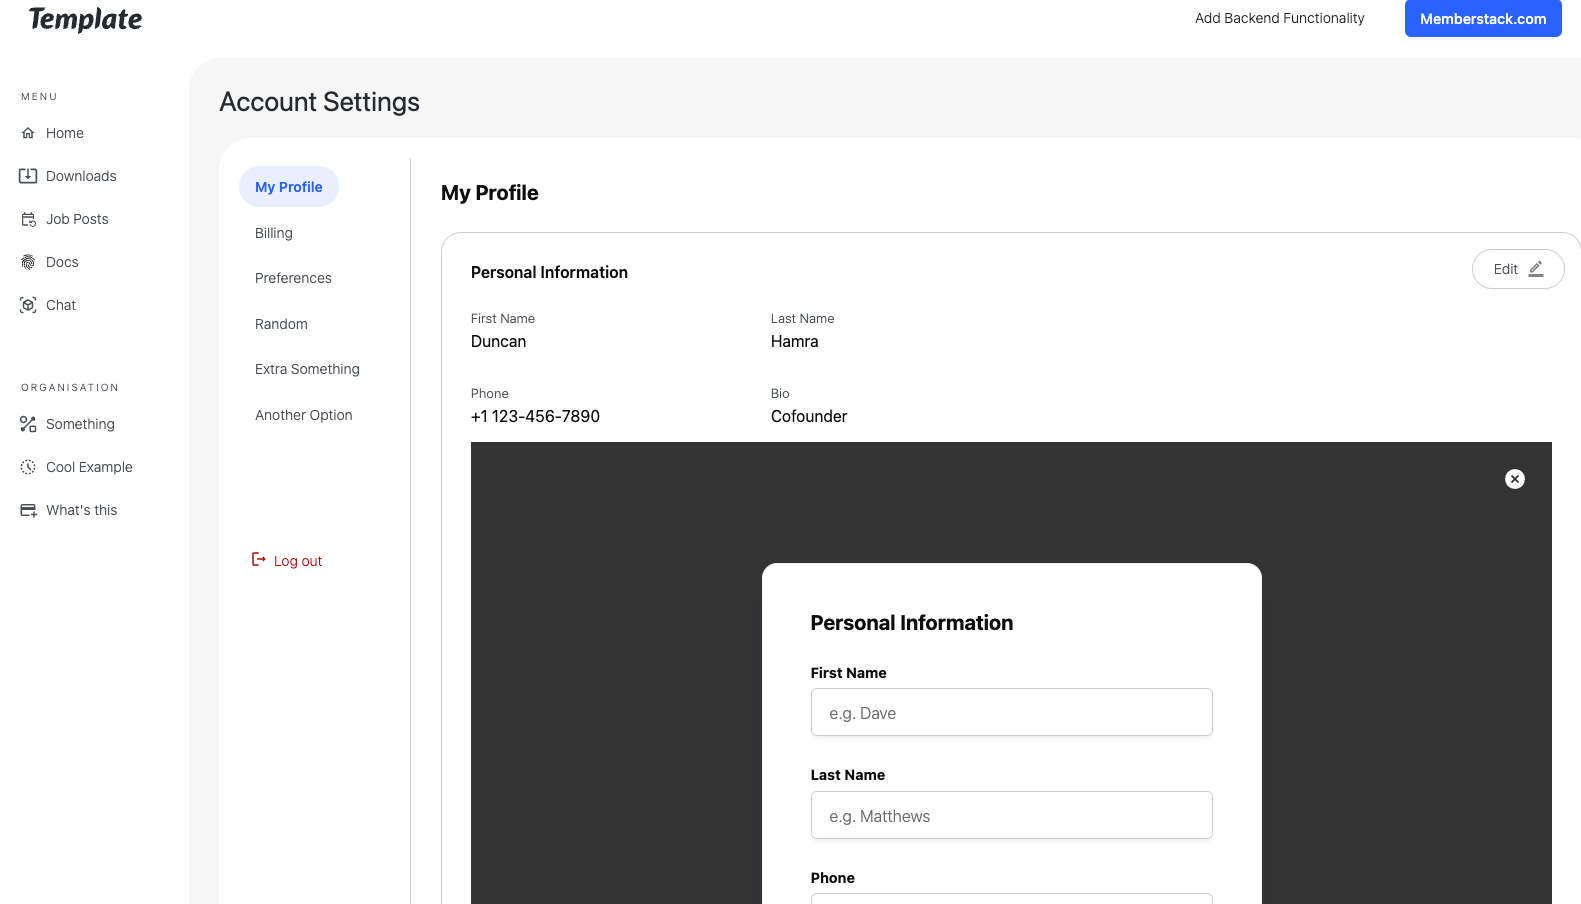 Template
Add Backend Functionality
Memberstack.com
MENU
Home
Downloads
Job Posts
Docs
Chat
ORGANISATION
Something
Cool Example
What's this
Account Settings
My Profile
Billing
Preferences
Random
Extra Something
Another Option
Log out
My Profile
Personal Information
Edit
First Name
Last Name
Duncan
Hamra
Phone
Bio
+1 123-456-7890
Cofounder
Personal Information
First Name
e.g. Dave
Last Name
e.g. Matthews
Phone